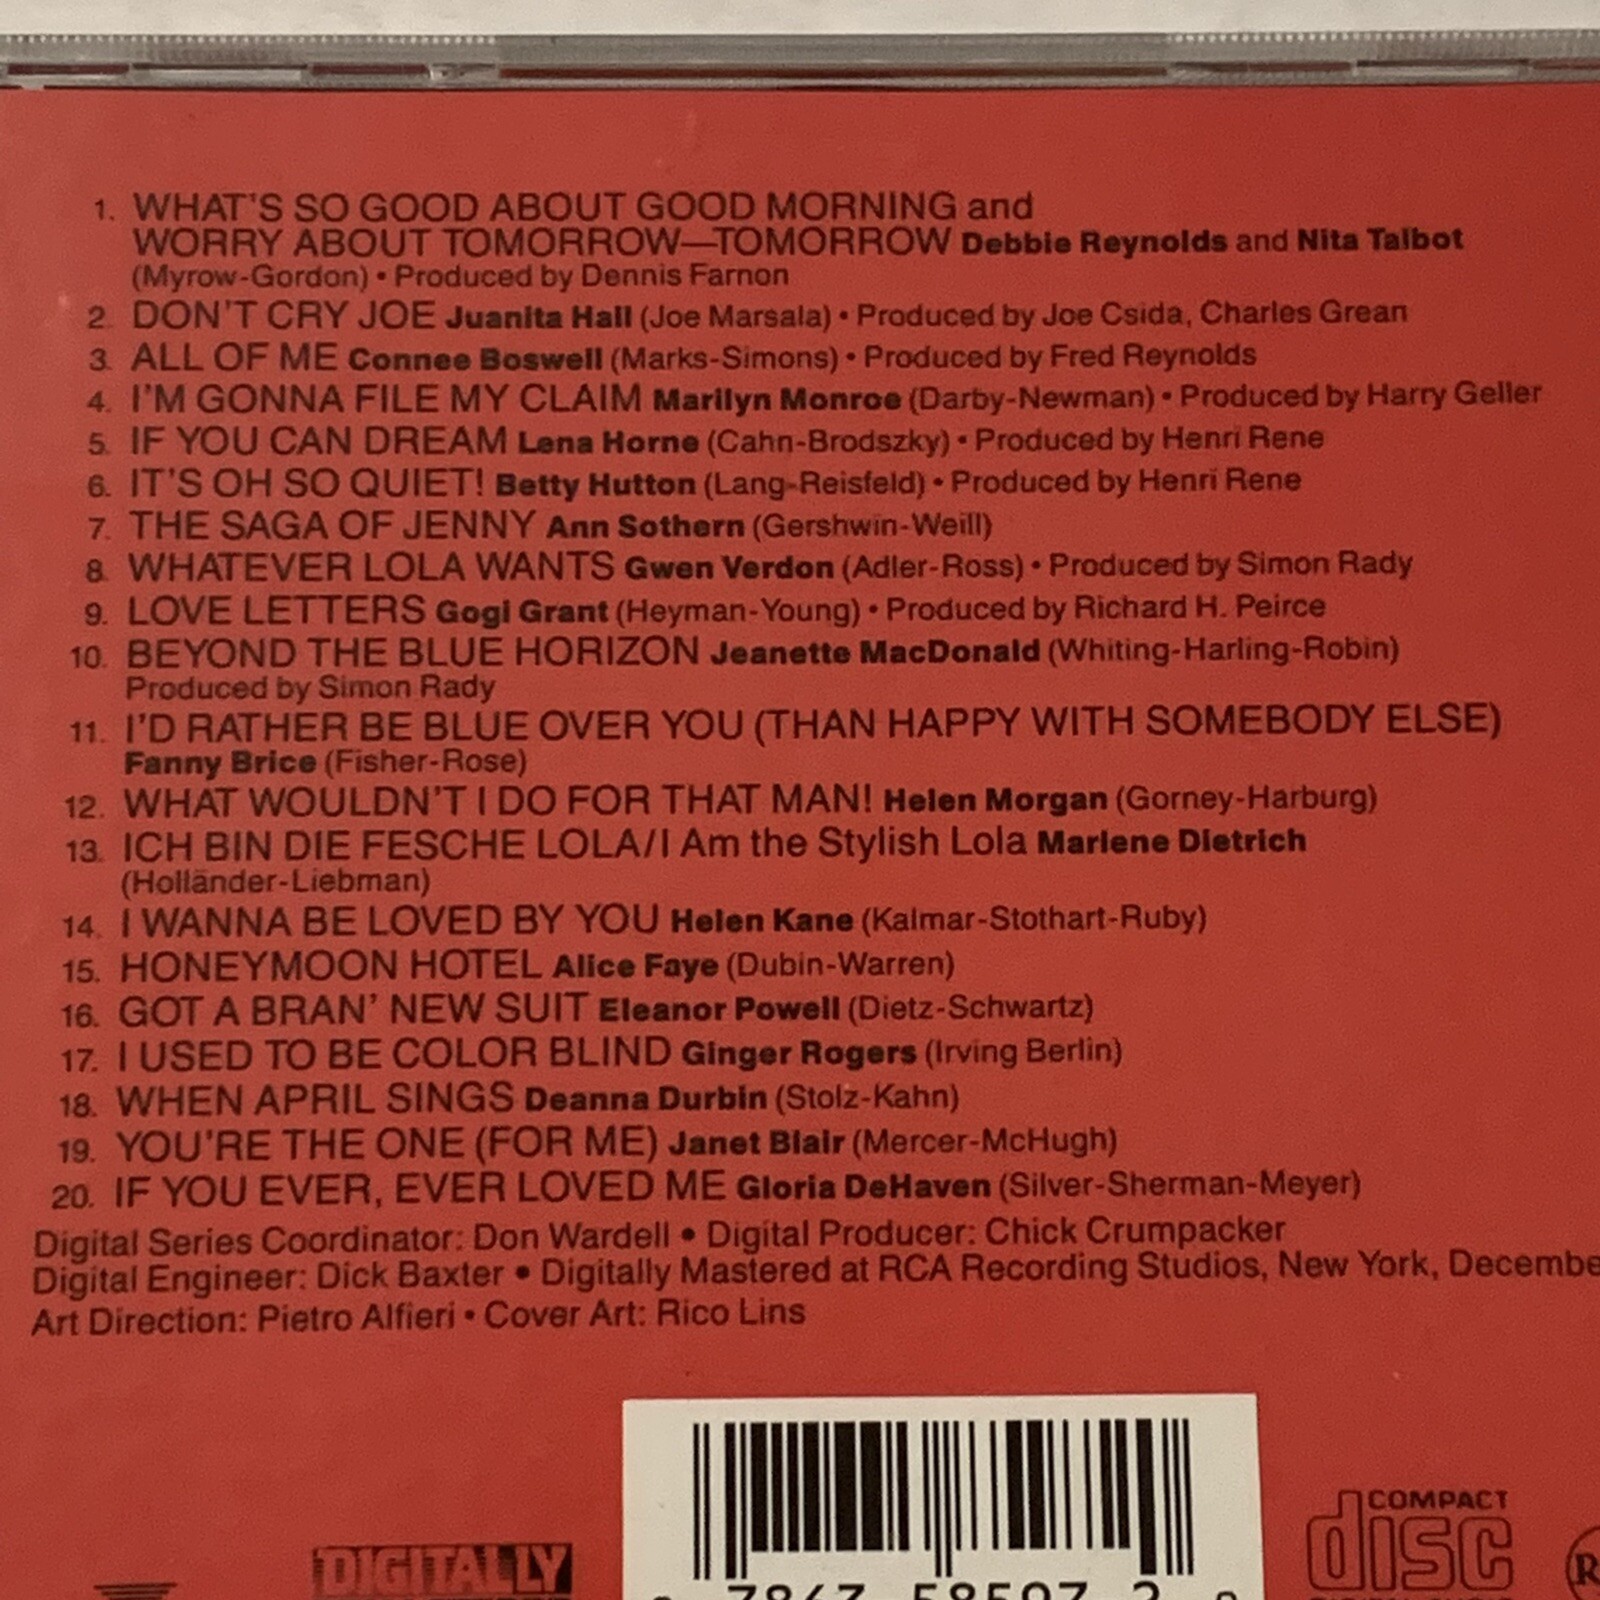 1. WHAT'S SO GOOD ABOUT GOOD MORNING and
WORRY ABOUT TOMORROW—TOMORROW Debbie Reynolds and Nita Talbot
(Myrow-Gordon) • Produced by Dennis Farnon
2. DON'T CRY JOE Juanita Hall (Joe Marsala) • Produced by Joe Csida, Charles Grean
3. ALL OF ME Connee Boswell (Marks-Simons) • Produced by Fred Reynolds
4. I'M GONNA FILE MY CLAIM Marilyn Monroe (Darby-Newman) • Produced by Harry Geller
5. IF YOU CAN DREAM Lena Horne (Cahn-Brodszky) • Produced by Henri Rene
6. IT'S OH SO QUIET! Betty Hutton (Lang-Reisfeld) • Produced by Henri Rene
7. THE SAGA OF JENNY Ann Sothern (Gershwin-Weill)
8. WHATEVER LOLA WANTS Gwen Verdon (Adler-Ross) • Produced by Simon Rady
9. LOVE LETTERS Gogi Grant (Heyman-Young) • Produced by Richard H. Peirce
10. BEYOND THE BLUE HORIZON Jeanette MacDonald (Whiting-Harling-Robin)
Produced by Simon Rady
11. I'D RATHER BE BLUE OVER YOU (THAN HAPPY WITH SOMEBODY ELSE)
Fanny Brice (Fisher-Rose)
12. WHAT WOULDN'T I DO FOR THAT MAN! Helen Morgan (Gorney-Harburg)
13. ICH BIN DIE FESCHE LOLA/I Am the Stylish Lola Marlene Dietrich
(Holländer-Liebman)
14. I WANNA BE LOVED BY YOU Helen Kane (Kalmar-Stothart-Ruby)
15. HONEYMOON HOTEL Alice Faye (Dubin-Warren)
16. GOT A BRAN' NEW SUIT Eleanor Powell (Dietz-Schwartz)
17. I USED TO BE COLOR BLIND Ginger Rogers (Irving Berlin)
18. WHEN APRIL SINGS Deanna Durbin (Stolz-Kahn)
19. YOU'RE THE ONE (FOR ME) Janet Blair (Mercer-McHugh)
20. IF YOU EVER, EVER LOVED ME Gloria DeHaven (Silver-Sherman-Meyer)
Digital Series Coordinator: Don Wardell • Digital Producer: Chick Crumpacker
Digital Engineer: Dick Baxter • Digitally Mastered at RCA Recording Studios, New York, Decembe
Art Direction: Pietro Alfieri • Cover Art: Rico Lins
COMPACT
disc
DIGITALLY